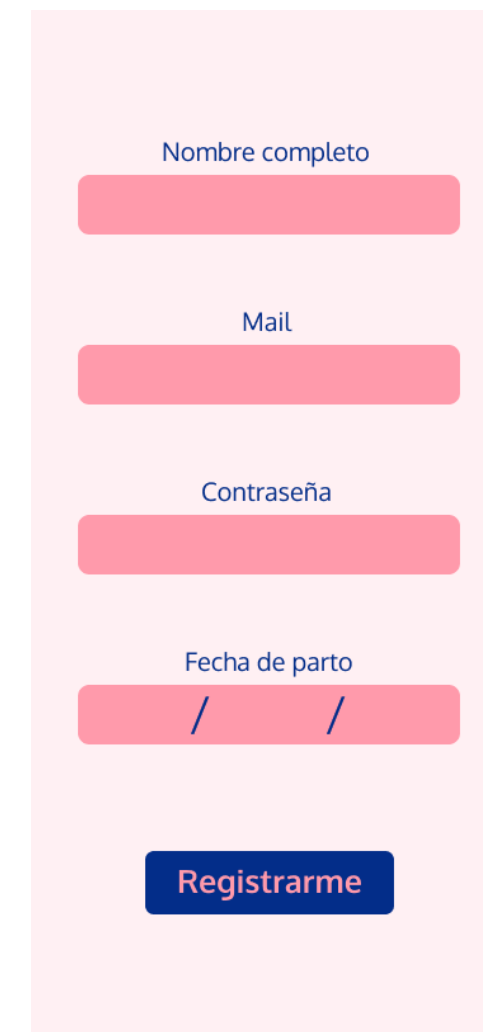 Nombre completo
Mail
Contraseña
Fecha de parto
/ /
Registrarme